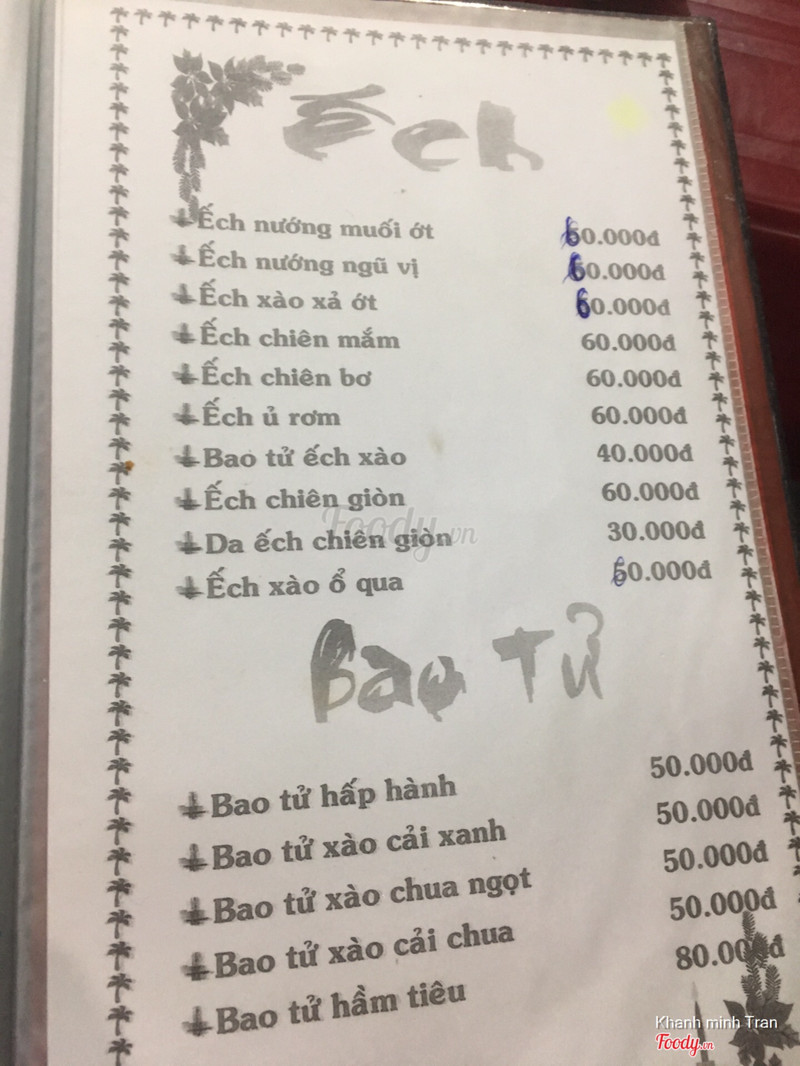 Ếch
Ếch nướng muối ớt 60.000đ
Ếch nướng ngũ vị 60.000đ
Ếch xào xả ớt 60.000đ
Ếch chiên mắm 60.000đ
Ếch chiên bơ 60.000đ
Ếch ủ rơm 60.000đ
Bao tử ếch xào 40.000đ
Ếch chiên giòn 60.000đ
Da ếch chiên giòn 30.000đ
Ếch xào ổ qua 60.000đ
Foody.vn
Bao Tử
Bao tử hấp hành 50.000đ
Bao tử xào cải xanh 50.000đ
Bao tử xào chua ngọt 50.000đ
Bao tử xào cải chua 50.000đ
Bao tử hầm tiêu 80.000đ
Khanh minh Tran
Foody.vn